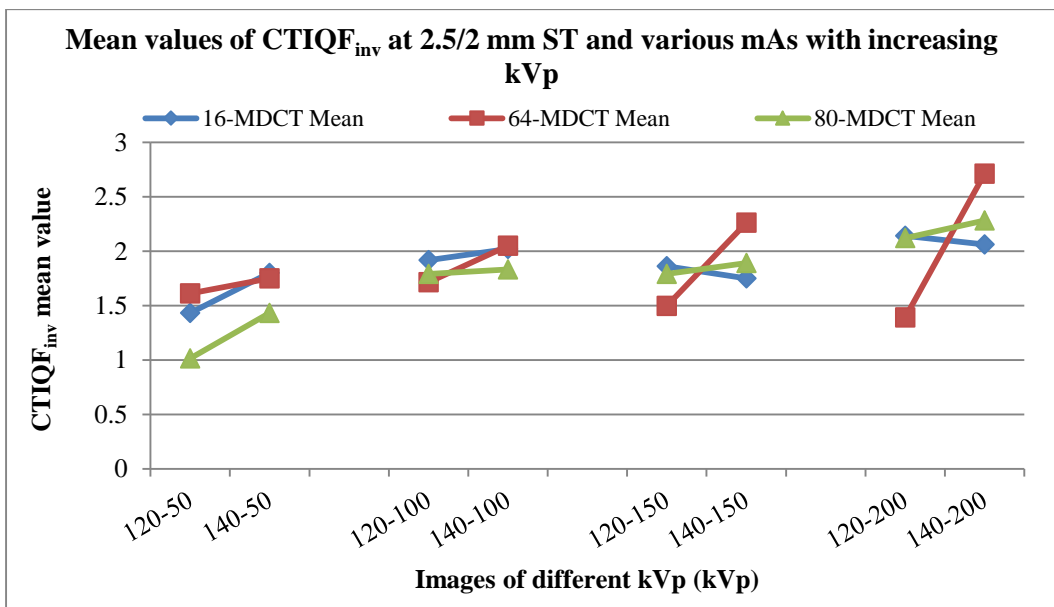 Mean values of CTIQFinv at 2.5/2 mm ST and various mAs with increasing
kVp
16-MDCT Mean
64-MDCT Mean
80-MDCT Mean
CTIQFinv mean value
3
2.5
2
1.5
1
0.5
0
120-50
140-50
120-100
140-100
120-150
140-150
120-200
140-200
Images of different kVp (kVp)